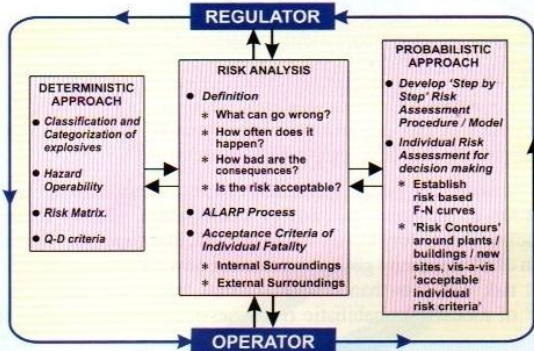 REGULATOR
DETERMINISTIC
APPROACH
● Classification and
Categorization of
explosives
● Hazard
Operability
● Risk Matrix.
● Q-D criteria
RISK ANALYSIS
● Definition
* What can go wrong?
* How often does it
happen?
* How bad are the
consequences?
* Is the risk acceptable?
● ALARP Process
● Acceptance Criteria of
Individual Fatality
* Internal Surroundings
* External Surroundings
PROBABILISTIC
APPROACH
● Develop 'Step by
Step' Risk
Assessment
Procedure / Model
● Individual Risk
Assessment for
decision making
* Establish
risk based
F-N curves
* 'Risk Contours'
around plants /
buildings / new
sites, vis-a-vis
'acceptable
individual
risk criteria'
OPERATOR